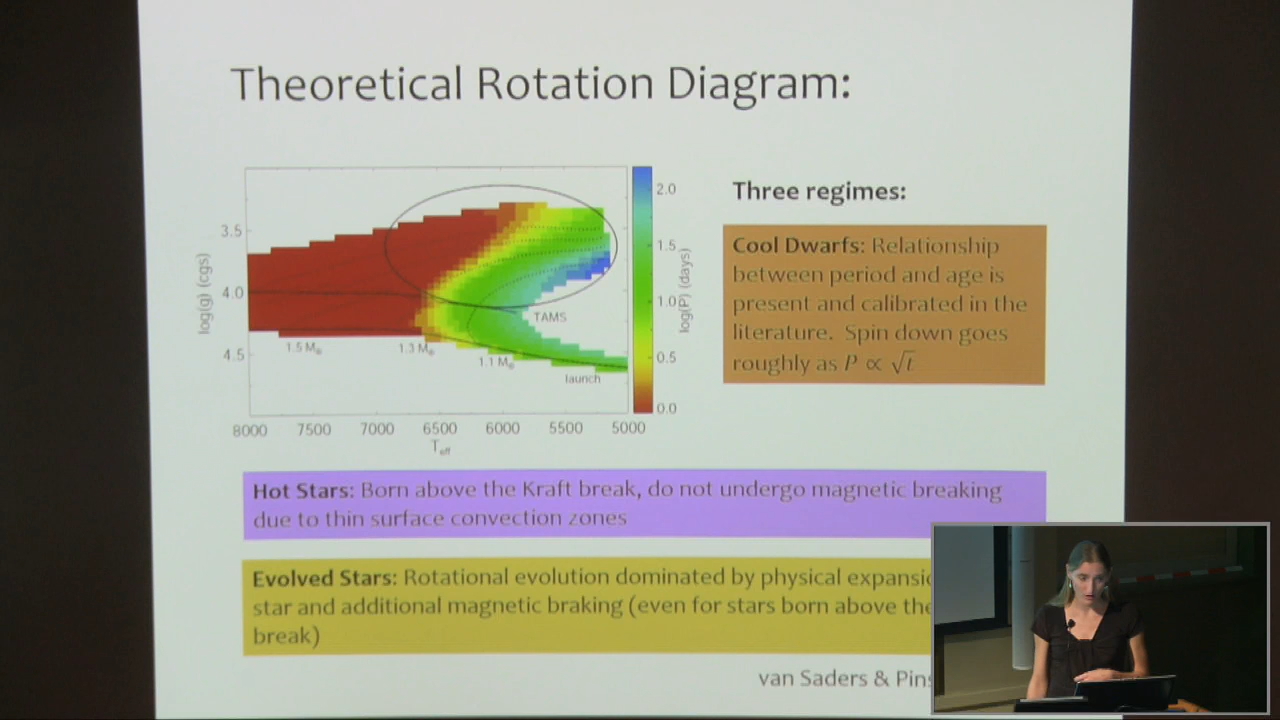 Theoretical Rotation Diagram:
Three regimes:
Cool Dwarfs: Relationship
between period and age is
present and calibrated in the
literature. Spin down goes
roughly as P ∝ √t
log(g) (cgs)
3.5
4.0
4.5
TAMS
1.5 M⊙
1.3 M⊙
1.1 M⊙
launch
8000 7500 7000 6500 6000 5500 5000
Teff
2.0
1.5
1.0
0.5
0.0
log(P) (days)
Hot Stars: Born above the Kraft break, do not undergo magnetic breaking
due to thin surface convection zones
Evolved Stars: Rotational evolution dominated by physical expansi
star and additional magnetic braking (even for stars born above the
break)
van Saders & Pins